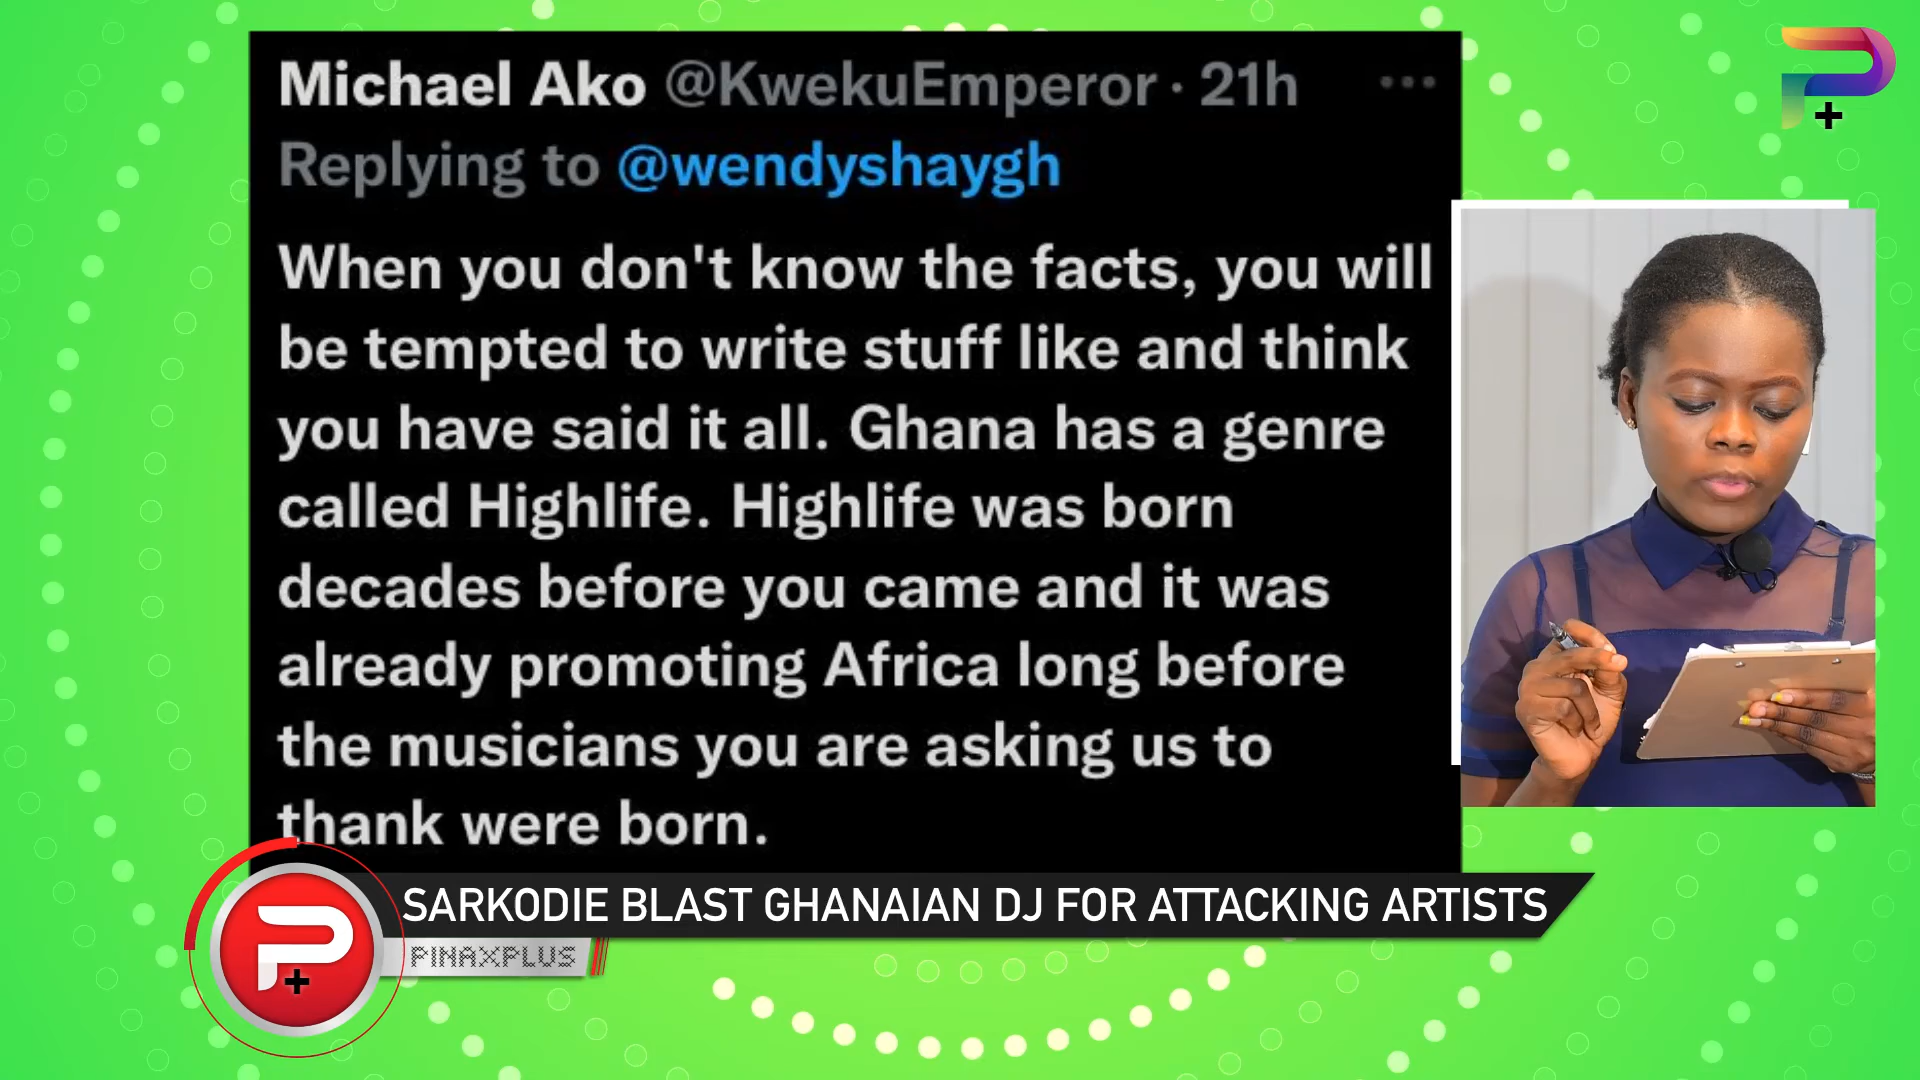 Michael Ako @KwekuEmperor · 21h ...
Replying to @wendyshaygh
When you don't know the facts, you will
be tempted to write stuff like and think
you have said it all. Ghana has a genre
called Highlife. Highlife was born
decades before you came and it was
already promoting Africa long before
the musicians you are asking us to
thank were born.
SARKODIE BLAST GHANAIAN DJ FOR ATTACKING ARTISTS
PINAXPLUS
P+
P+